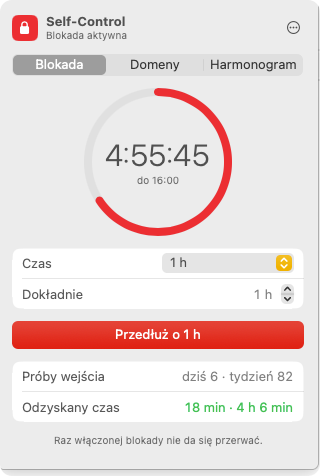 Self-Control
Blokada aktywna
Blokada
Domeny
Harmonogram
4:55:45
do 16:00
Czas
1 h
Dokładnie
1 h
Przedłuż o 1 h
Próby wejścia
dziś 6 · tydzień 82
Odzyskany czas
18 min · 4 h 6 min
Raz włączonej blokady nie da się przerwać.